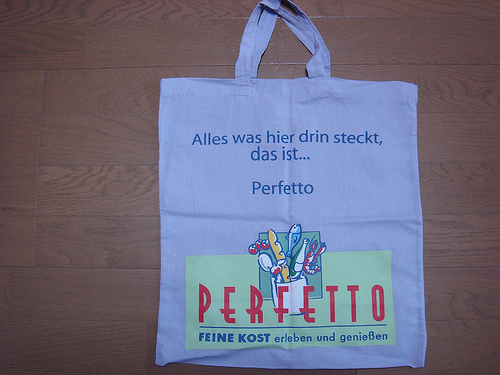 Alles was hier drin steckt,
das ist...
Perfetto
PERFETTO
FEINE KOST erleben und genießen